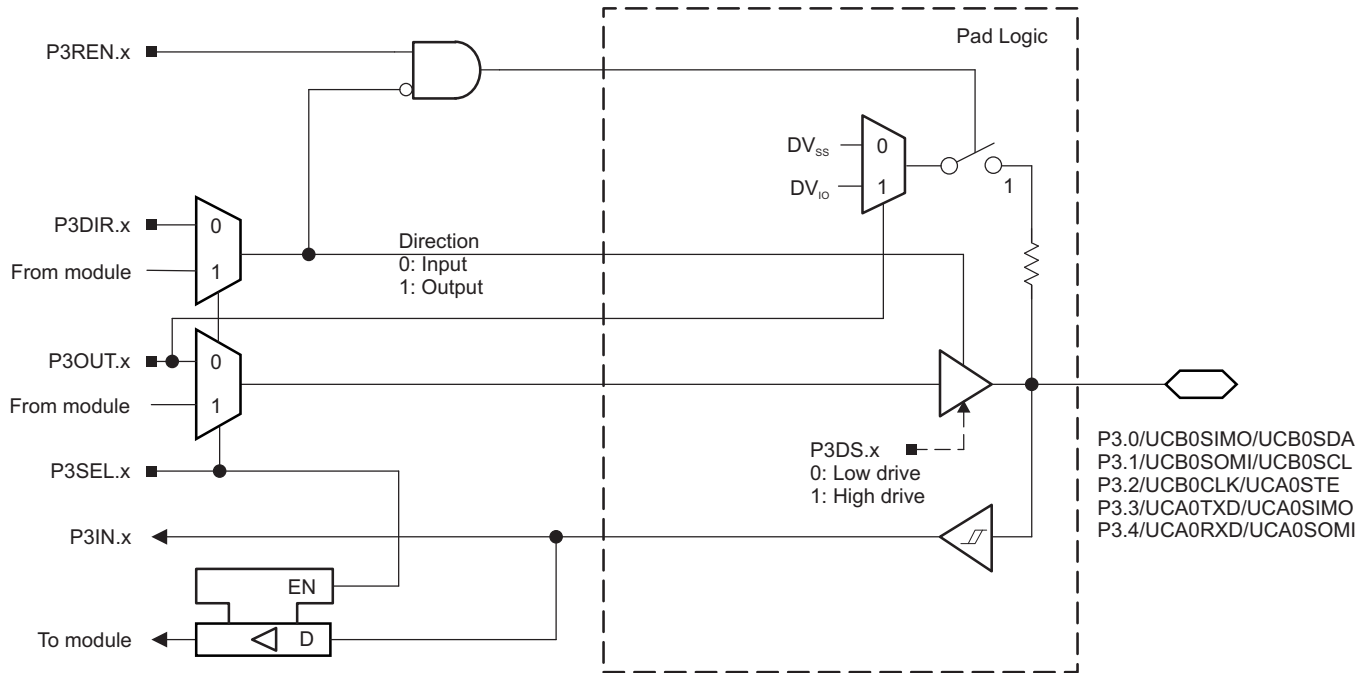 Pad Logic
P3REN.x
DVSS
0
DVIO
1
1
P3DIR.x
0
From module
1
Direction
0: Input
1: Output
P3OUT.x
0
From module
1
P3SEL.x
P3DS.x
0: Low drive
1: High drive
P3.0/UCB0SIMO/UCB0SDA
P3.1/UCB0SOMI/UCB0SCL
P3.2/UCB0CLK/UCA0STE
P3.3/UCA0TXD/UCA0SIMO
P3.4/UCA0RXD/UCA0SOMI
P3IN.x
EN
To module
D